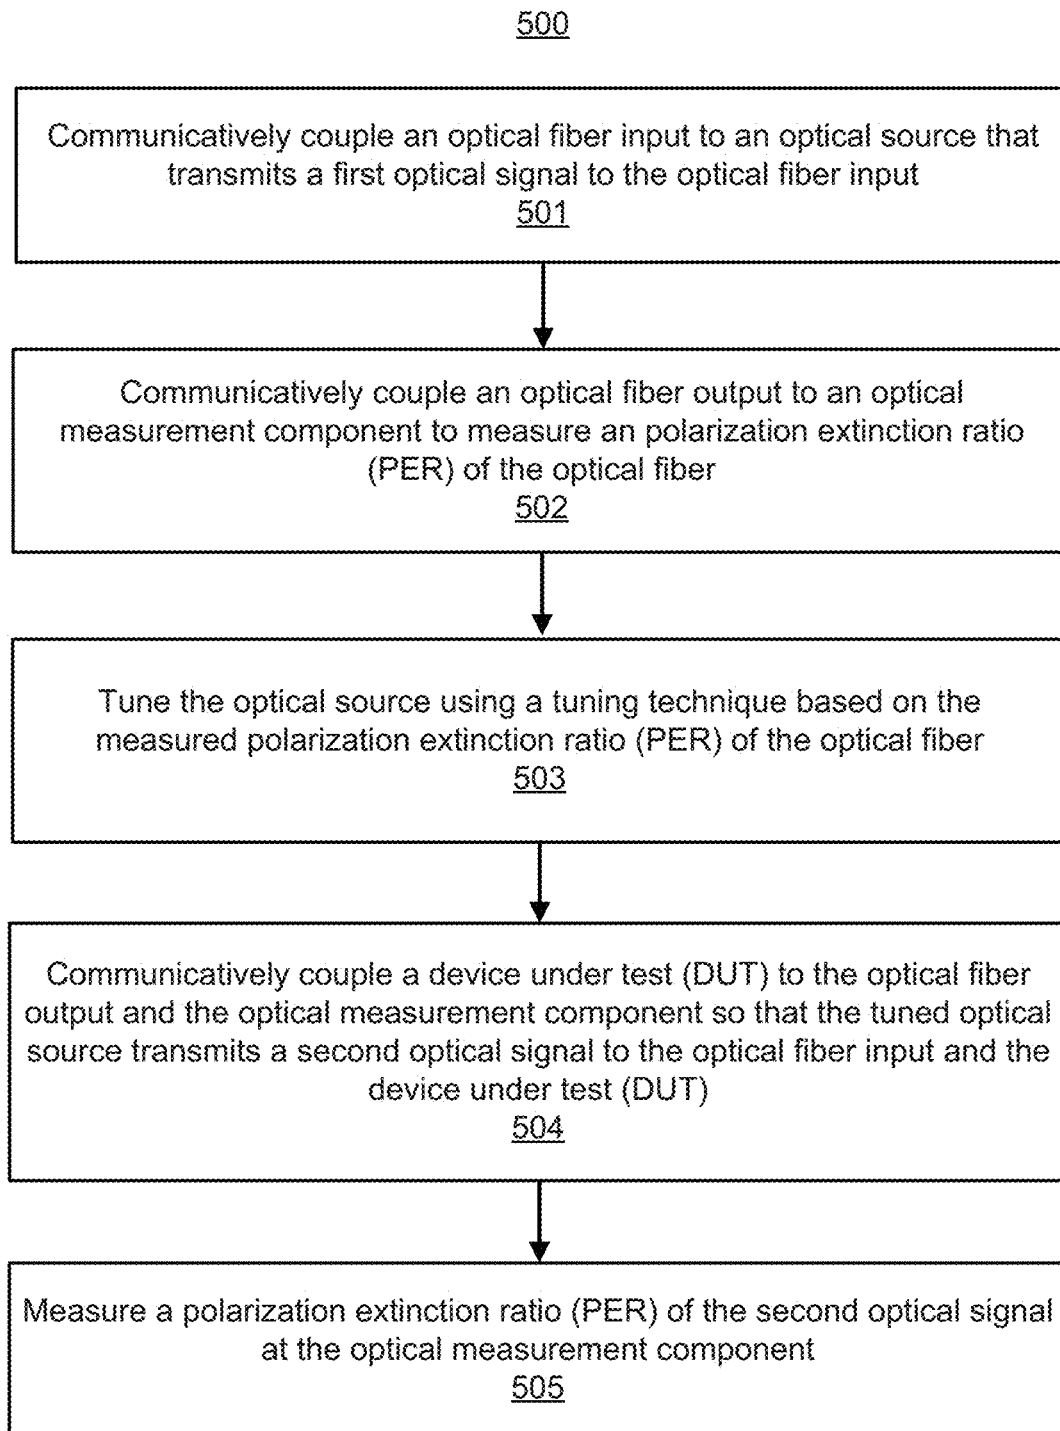 500
Communicatively couple an optical fiber input to an optical source that
transmits a first optical signal to the optical fiber input
501
Communicatively couple an optical fiber output to an optical
measurement component to measure an polarization extinction ratio
(PER) of the optical fiber
502
Tune the optical source using a tuning technique based on the
measured polarization extinction ratio (PER) of the optical fiber
503
Communicatively couple a device under test (DUT) to the optical fiber
output and the optical measurement component so that the tuned optical
source transmits a second optical signal to the optical fiber input and the
device under test (DUT)
504
Measure a polarization extinction ratio (PER) of the second optical signal
at the optical measurement component
505